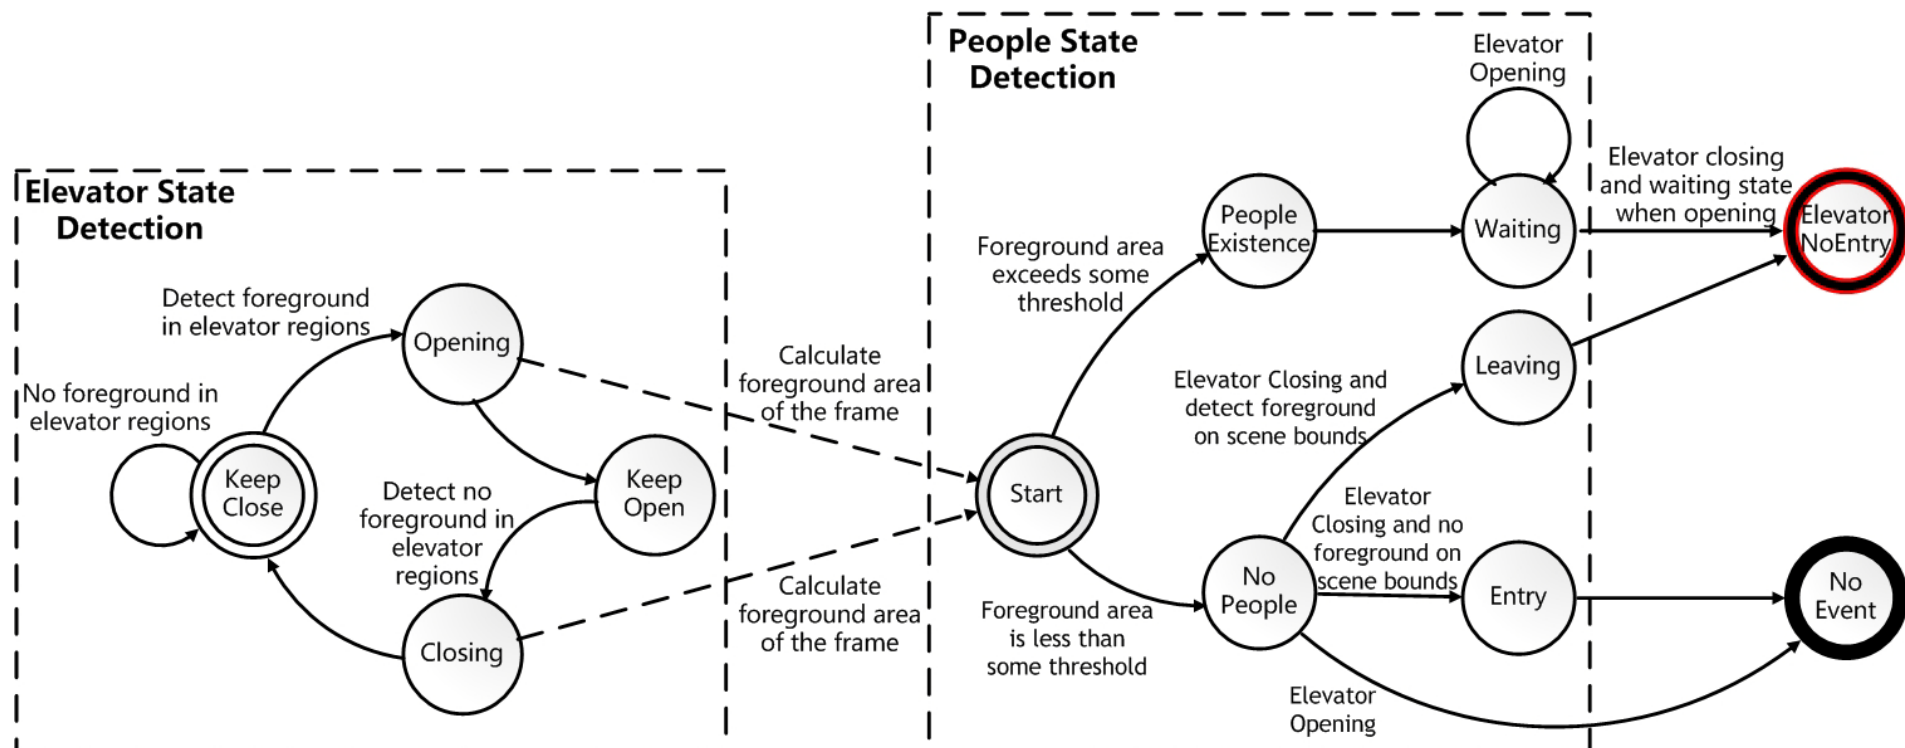 Elevator State
Detection
Detect foreground
in elevator regions
Opening
No foreground in
elevator regions
Keep
Close
Detect no
foreground in
elevator
regions
Keep
Open
Closing
Calculate
foreground area
of the frame
Calculate
foreground area
of the frame
People State
Detection
Elevator
Opening
Foreground area
exceeds some
threshold
People
Existence
Waiting
Elevator closing
and waiting state
when opening
Elevator
NoEntry
Leaving
Elevator Closing and
detect foreground
on scene bounds
Start
Elevator
Closing and no
foreground on
scene bounds
Foreground area
is less than
some threshold
No
People
Entry
No
Event
Elevator
Opening